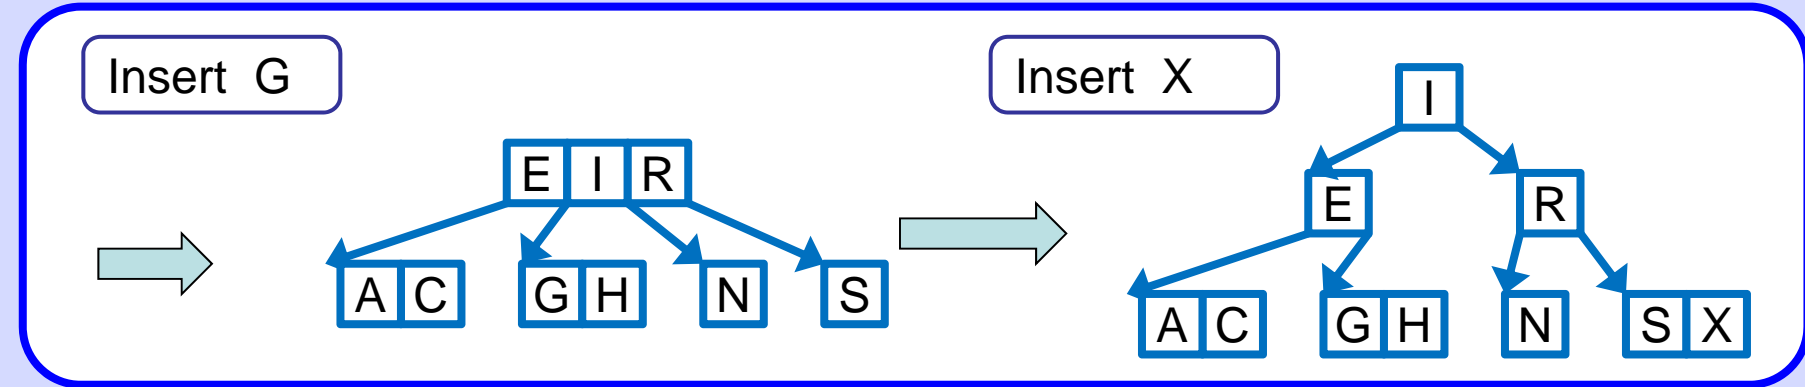 Insert G
E I R
A C G H N S
Insert X
I
E R
A C G H N S X